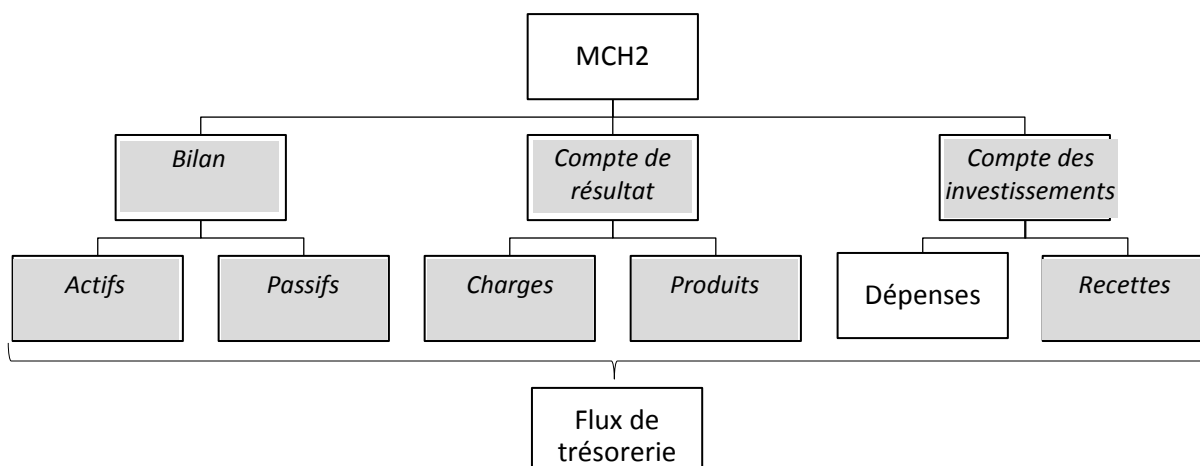 MCH2
Bilan
Compte de
résultat
Compte des
investissements
Actifs
Passifs
Charges
Produits
Dépenses
Recettes
Flux de
trésorerie